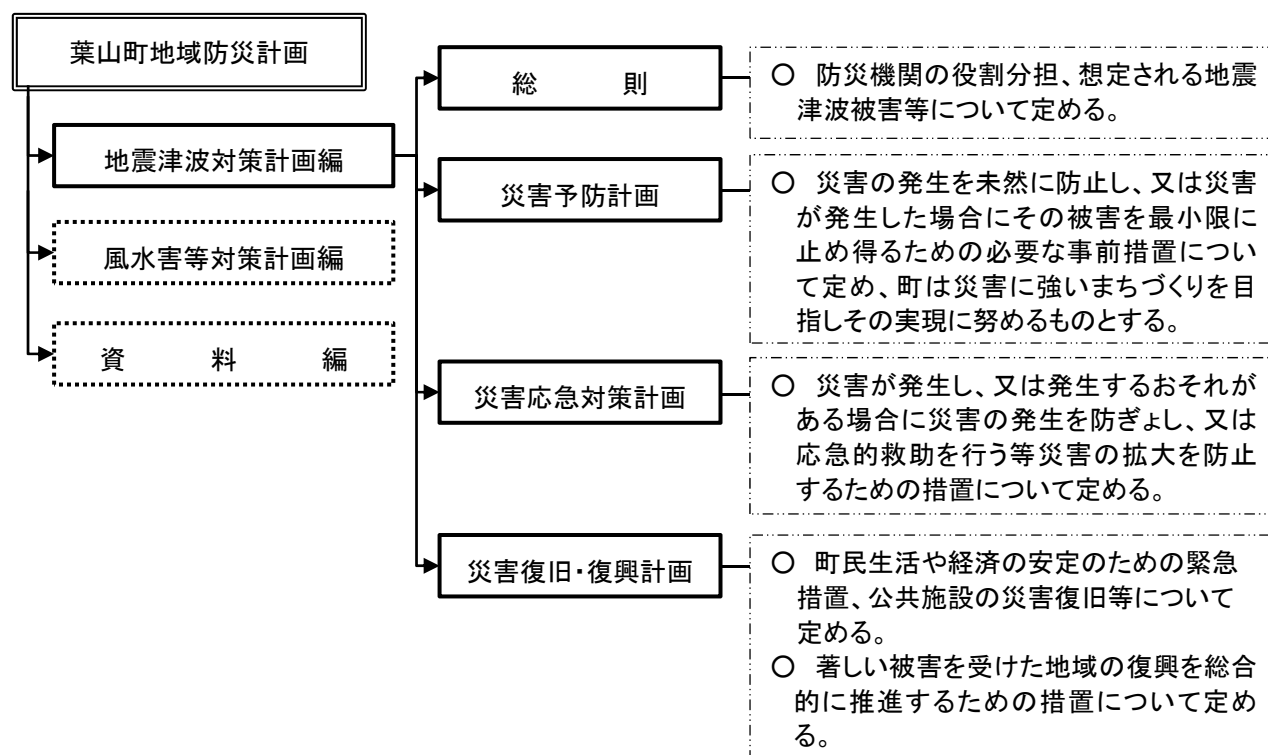 葉山町地域防災計画
地震津波対策計画編
風水害等対策計画編
資 料 編
総 則
○ 防災機関の役割分担、想定される地震
津波被害等について定める。
災害予防計画
○ 災害の発生を未然に防止し、又は災害
が発生した場合にその被害を最小限に
止め得るための必要な事前措置につい
て定め、町は災害に強いまちづくりを目
指しその実現に努めるものとする。
災害応急対策計画
○ 災害が発生し、又は発生するおそれが
ある場合に災害の発生を防ぎょし、又は
応急的救助を行う等災害の拡大を防止
するための措置について定める。
災害復旧・復興計画
○ 町民生活や経済の安定のための緊急
措置、公共施設の災害復旧等について
定める。
○ 著しい被害を受けた地域の復興を総合
的に推進するための措置について定め
る。